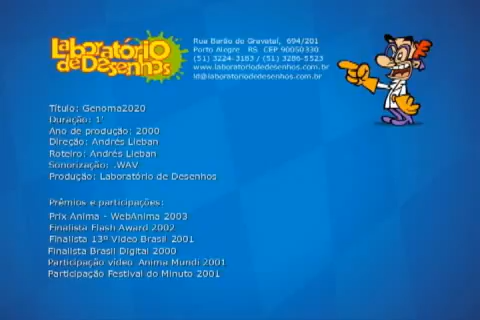 Laboratório
de Desenhos
Rua Barão do Gravataí, 694/201
Porto Alegre RS CEP 90050330
(51) 3224-3183 / (51) 3286-5523
www.laboratoriodedesenhos.com.br
ld@laboratoriodedesenhos.com.br
Título: Genoma2020
Duração: 1'
Ano de produção: 2000
Direção: Andrés Lieban
Roteiro: Andrés Lieban
Sonorização: .WAV
Produção: Laboratório de Desenhos
Prêmios e participações:
Prix Anima - WebAnima 2003
Finalista Flash Award 2002
Finalista 13º Vídeo Brasil 2001
Finalista Brasil Digital 2000
Participação vídeo Anima Mundi 2001
Participação Festival do Minuto 2001